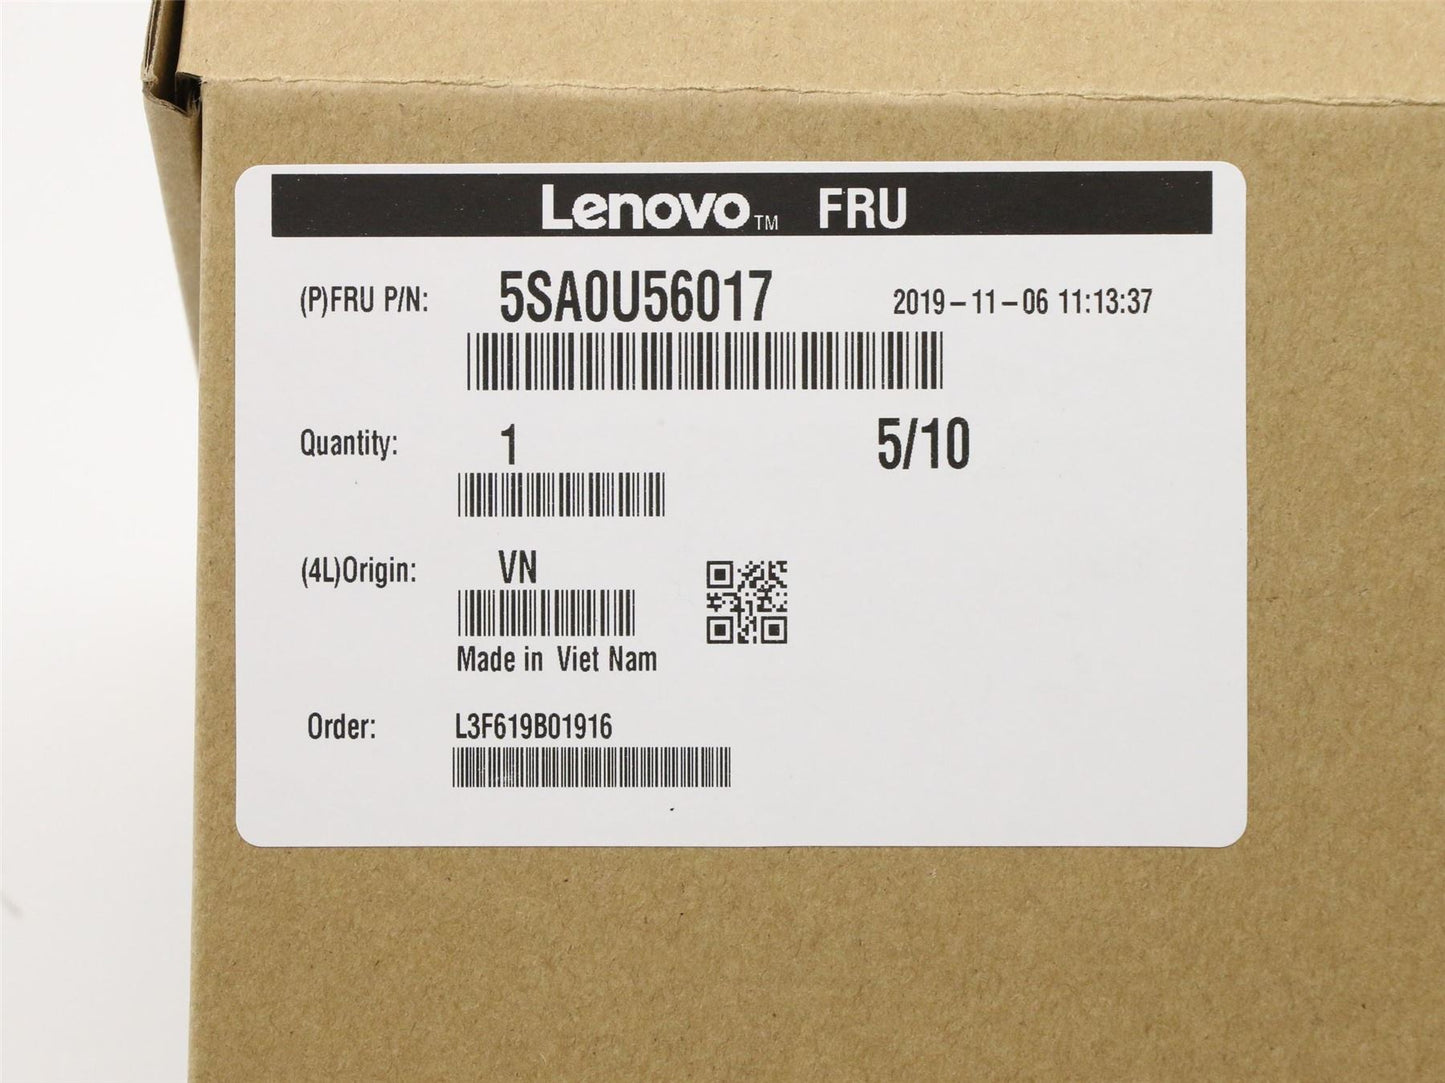 Lenovo™ FRU
(P)FRU P/N: 5SA0U56017 2019-11-06 11:13:37
Quantity: 1 5/10
(4L)Origin: VN
Made in Viet Nam
Order: L3F619B01916